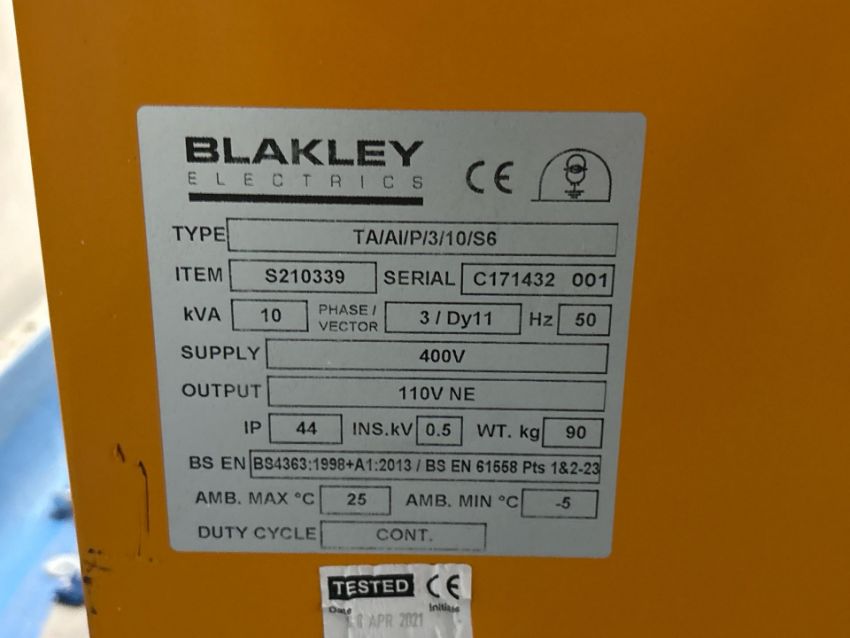 BLAKLEY
ELECTRICS CE
TYPE TA/AI/P/3/10/S6
ITEM S210339 SERIAL C171432 001
kVA 10 PHASE / VECTOR 3 / Dy11 Hz 50
SUPPLY 400V
OUTPUT 110V NE
IP 44 INS.kV 0.5 WT. kg 90
BS EN BS4363:1998+A1:2013 / BS EN 61558 Pts 1&2-23
AMB. MAX °C 25 AMB. MIN °C -5
DUTY CYCLE CONT.
TESTED CE
Date Initials
APR 2021